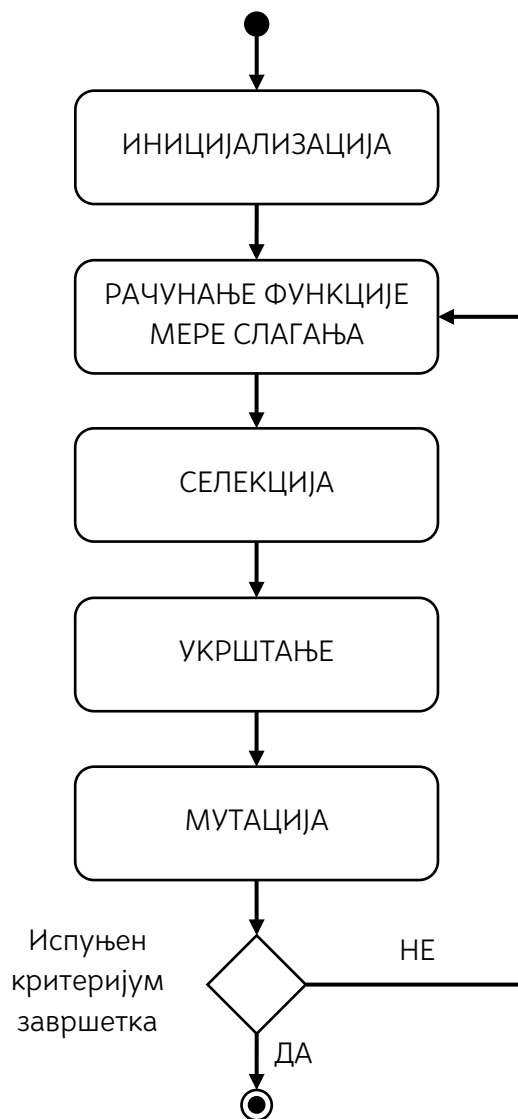 ИНИЦИЈАЛИЗАЦИЈА
РАЧУНАЊЕ ФУНКЦИЈЕ
МЕРЕ СЛАГАЊА
СЕЛЕКЦИЈА
УКРШТАЊЕ
МУТАЦИЈА
Испуњен
критеријум
завршетка
НЕ
ДА